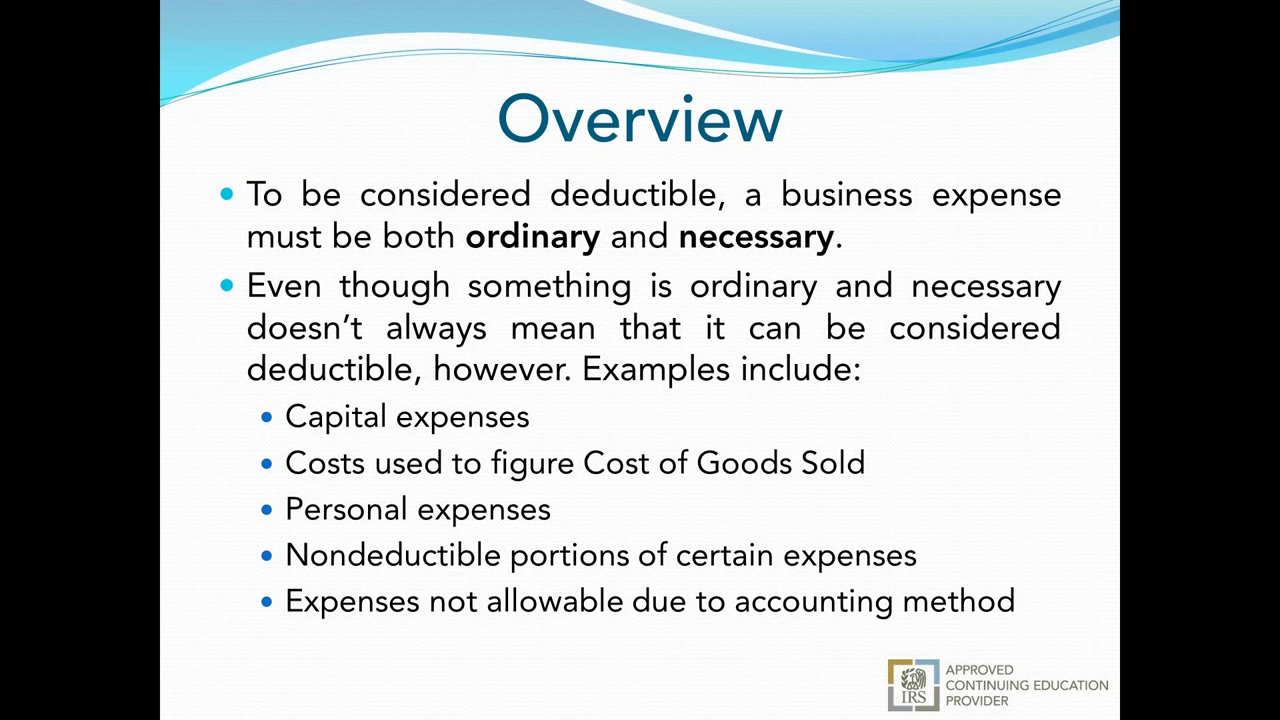 Overview
• To be considered deductible, a business expense
must be both ordinary and necessary.
• Even though something is ordinary and necessary
doesn’t always mean that it can be considered
deductible, however. Examples include:
• Capital expenses
• Costs used to figure Cost of Goods Sold
• Personal expenses
• Nondeductible portions of certain expenses
• Expenses not allowable due to accounting method
IRS
APPROVED
CONTINUING EDUCATION
PROVIDER